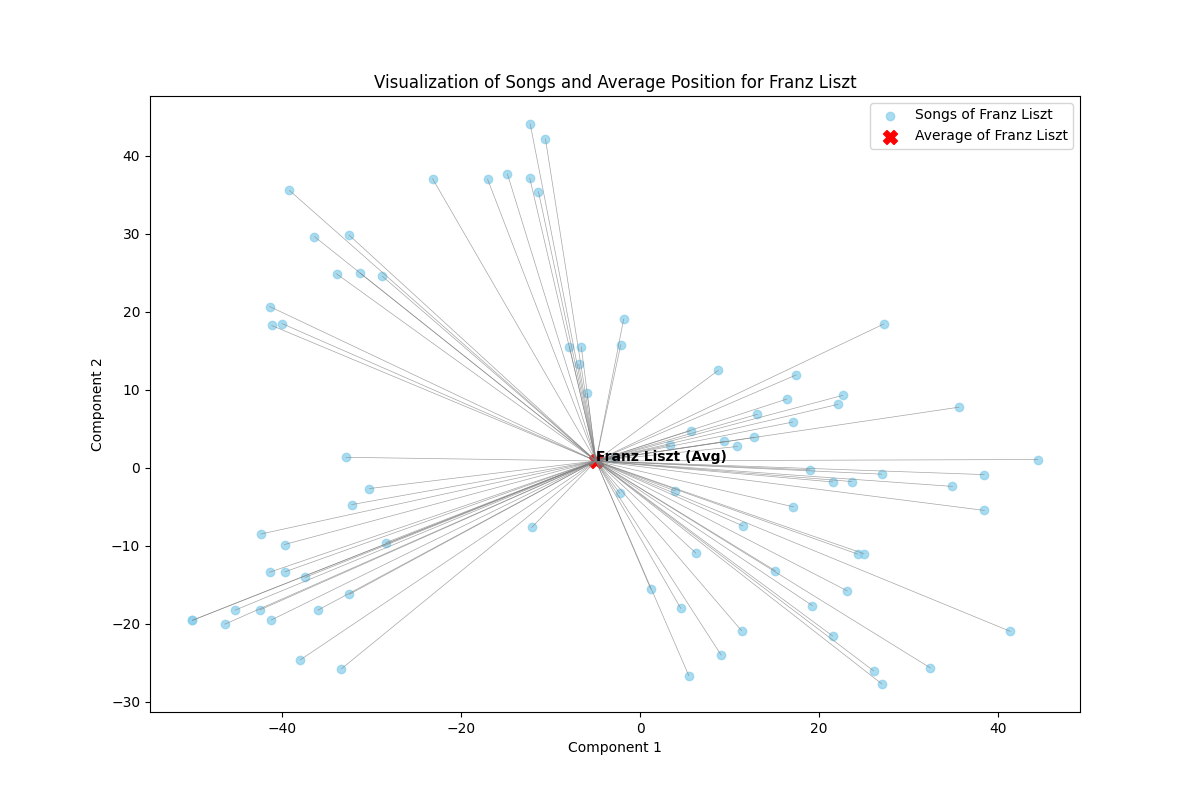 Visualization of Songs and Average Position for Franz Liszt
Songs of Franz Liszt
Average of Franz Liszt
Franz Liszt (Avg)
Component 2
40
30
20
10
0
−10
−20
−30
−40
−20
0
20
40
Component 1